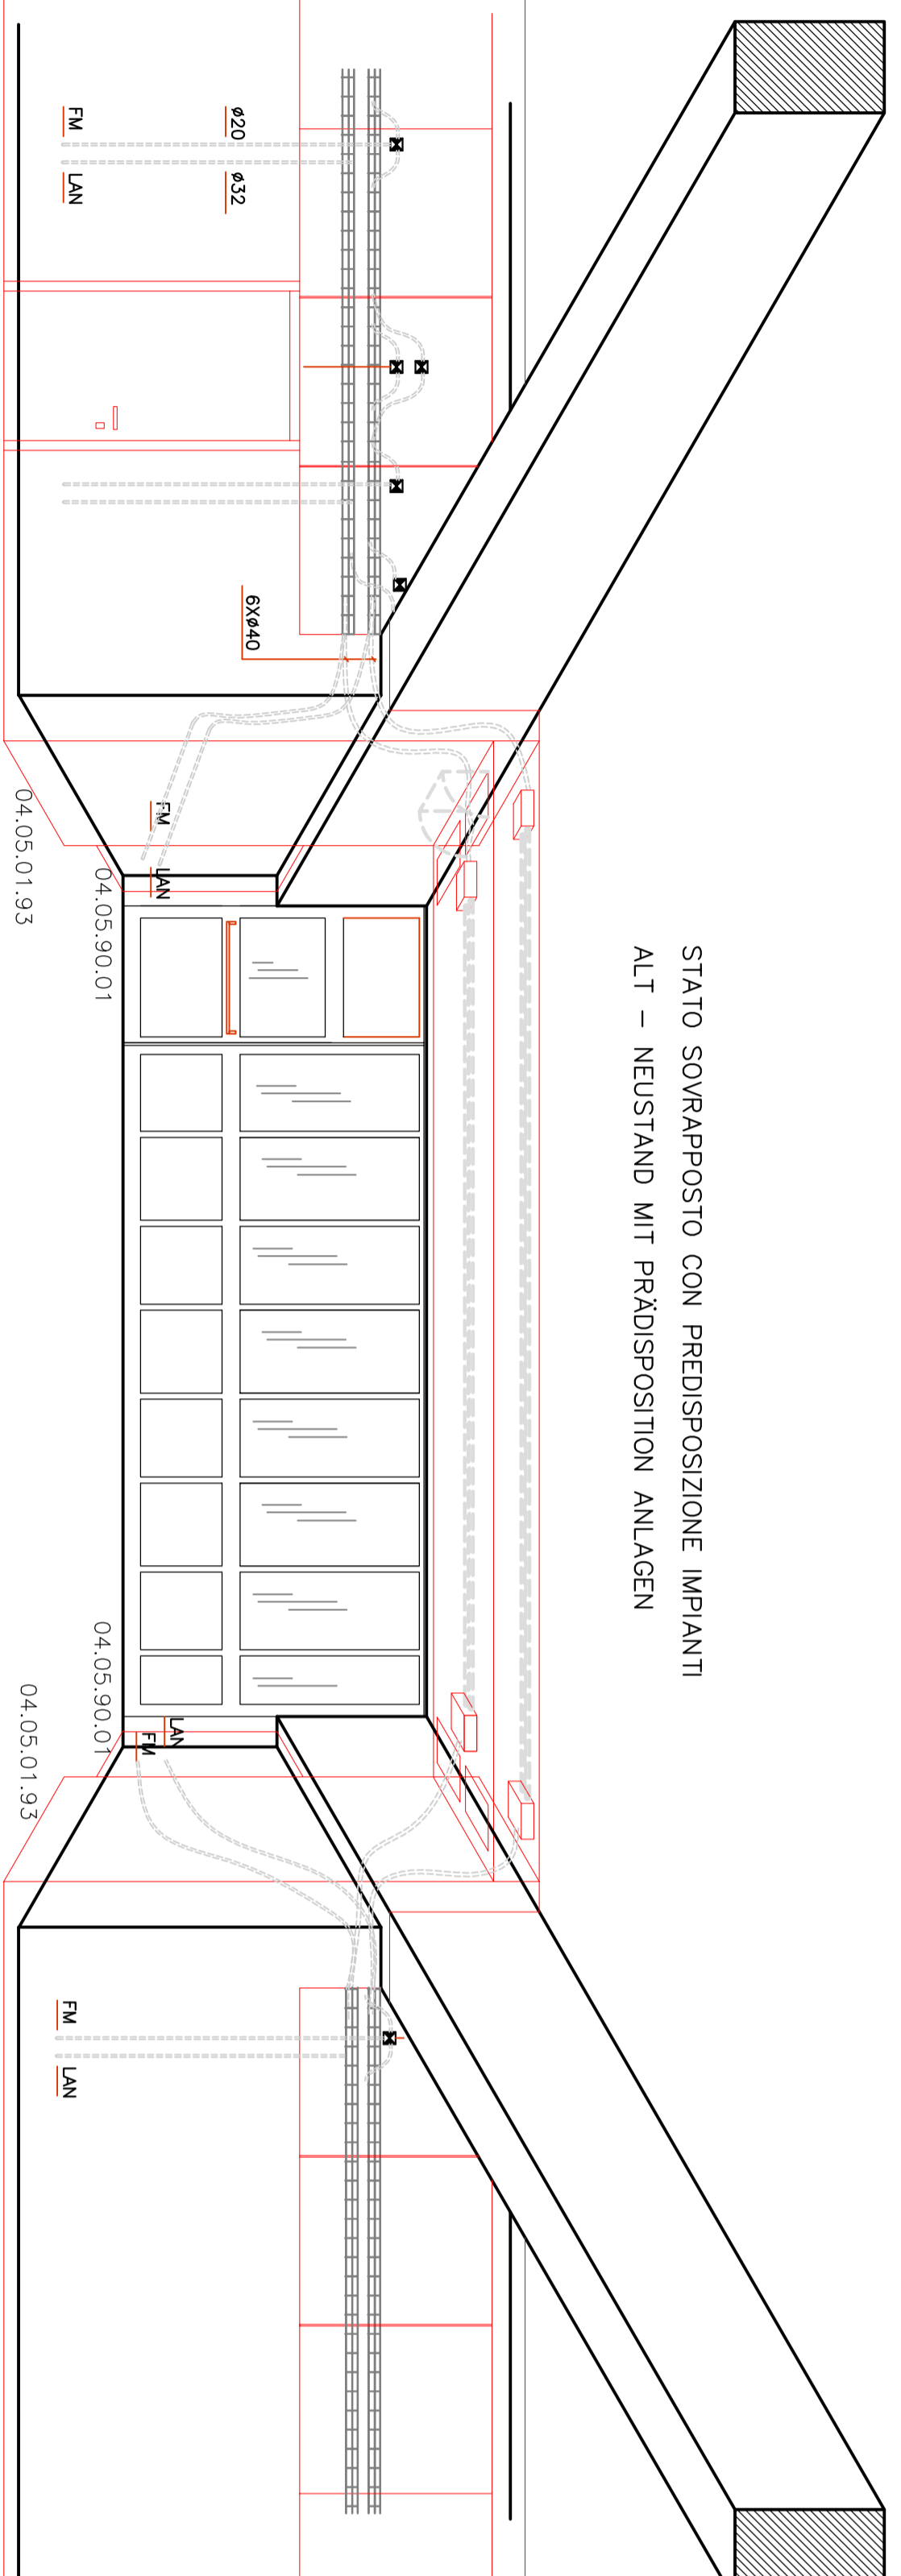 STATO SOVRAPPOSTO CON PREDISPOSIZIONE IMPIANTI
ALT – NEUSTAND MIT PRÄDISPOSITION ANLAGEN
6Xø40
ø20
ø32
FM
LAN
FM
LAN
04.05.90.01
04.05.01.93
LAN
FM
04.05.90.01
04.05.01.93
FM
LAN